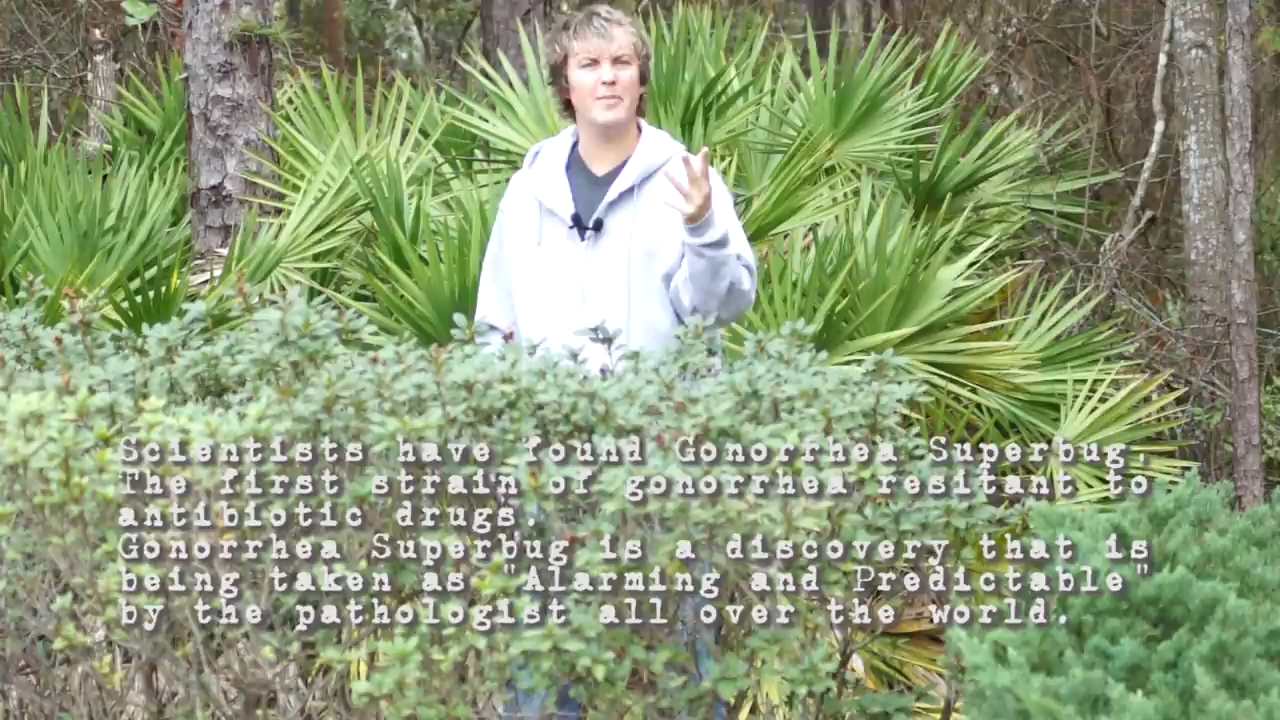 Scientists have found Gonorrhea Superbug.
The first strain of gonorrhea resitant to
antibiotic drugs.
Gonorrhea Superbug is a discovery that is
being taken as "Alarming and Predictable"
by the pathologist all over the world.